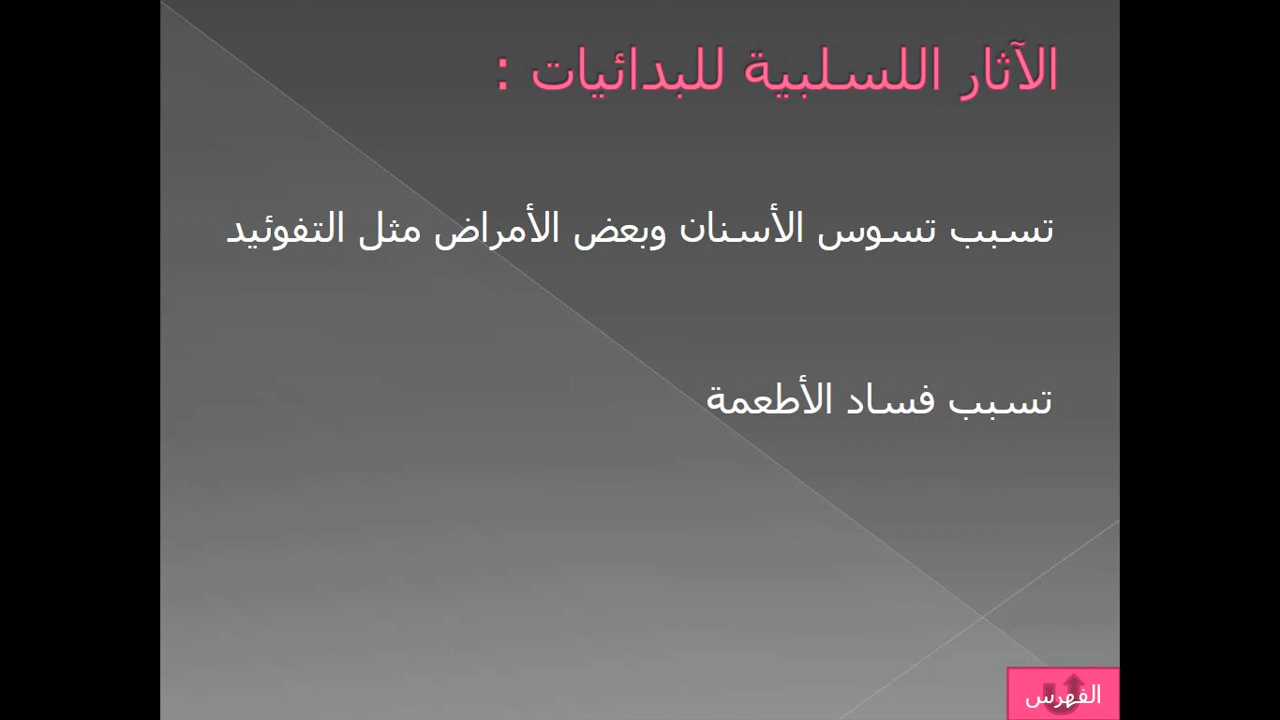 الآثار اللسلبية للبدائيات :
تسبب تسوس الأسنان وبعض الأمراض مثل التفوئيد
تسبب فساد الأطعمة
الفهرس